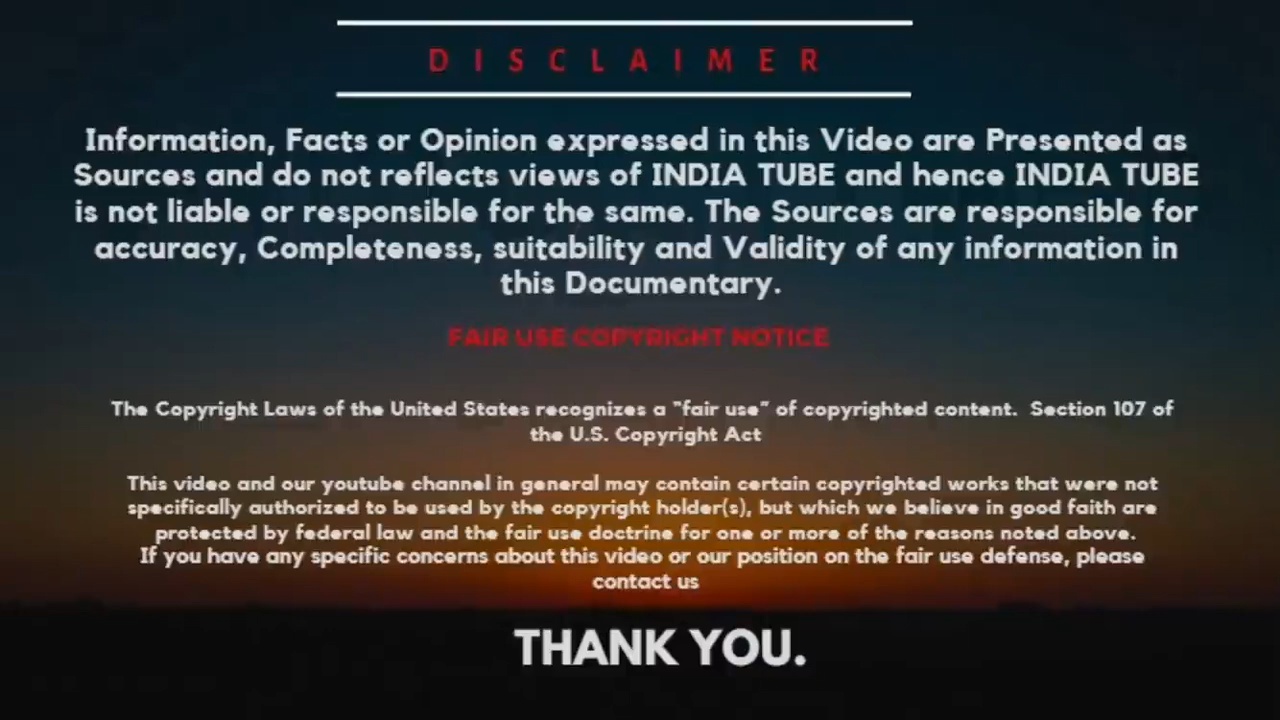 DISCLAIMER
Information, Facts or Opinion expressed in this Video are Presented as
Sources and do not reflects views of INDIA TUBE and hence INDIA TUBE
is not liable or responsible for the same. The Sources are responsible for
accuracy, Completeness, suitability and Validity of any information in
this Documentary.
FAIR USE COPYRIGHT NOTICE
The Copyright Laws of the United States recognizes a "fair use" of copyrighted content. Section 107 of
the U.S. Copyright Act
This video and our youtube channel in general may contain certain copyrighted works that were not
specifically authorized to be used by the copyright holder(s), but which we believe in good faith are
protected by federal law and the fair use doctrine for one or more of the reasons noted above.
If you have any specific concerns about this video or our position on the fair use defense, please
contact us
THANK YOU.